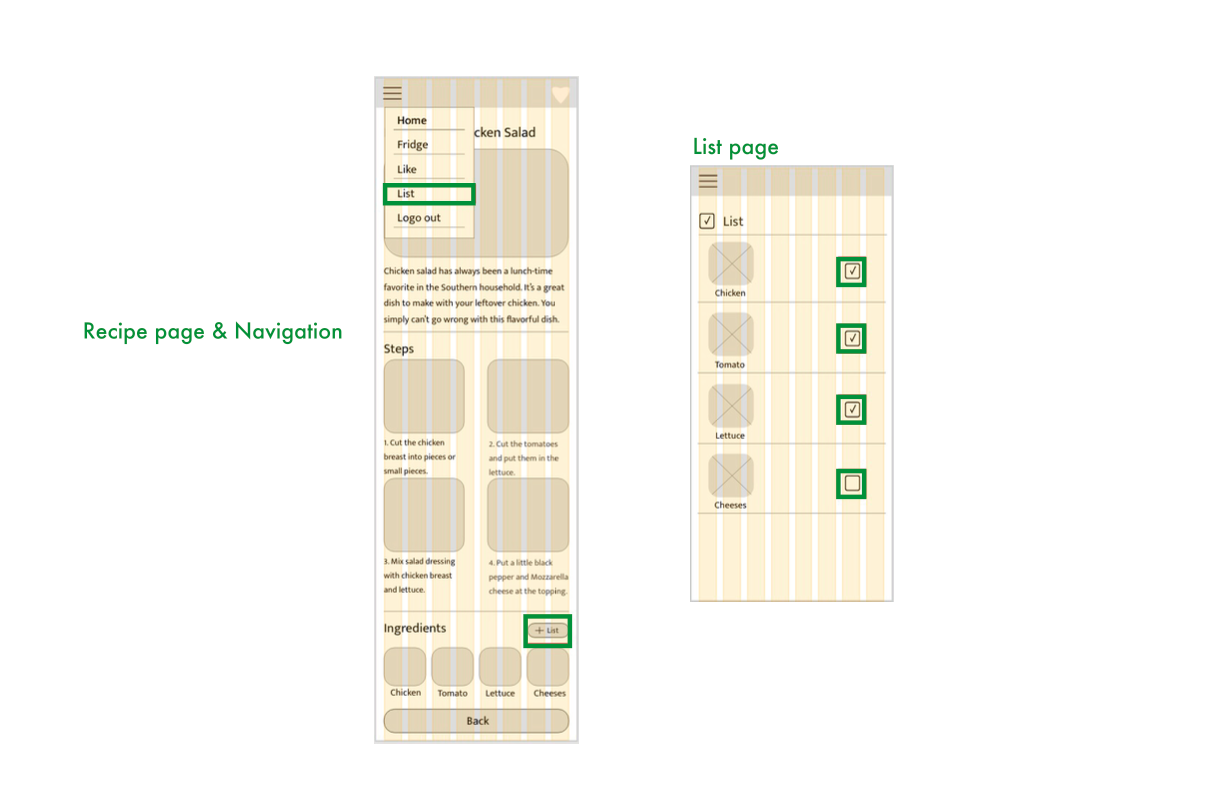 Recipe page & Navigation
Home
cken Salad
Fridge
Like
List
Logo out
Chicken salad has always been a lunch-time
favorite in the Southern household. It's a great
dish to make with your leftover chicken. You
simply can't go wrong with this flavorful dish.
Steps
1. Cut the chicken
breast into pieces or
small pieces.
2. Cut the tomatoes
and put them in the
lettuce.
3. Mix salad dressing
with chicken breast
and lettuce.
4. Put a little black
pepper and Mozzarella
cheese at the topping.
Ingredients
+ List
Chicken
Tomato
Lettuce
Cheeses
Back
List page
List
Chicken
Tomato
Lettuce
Cheeses